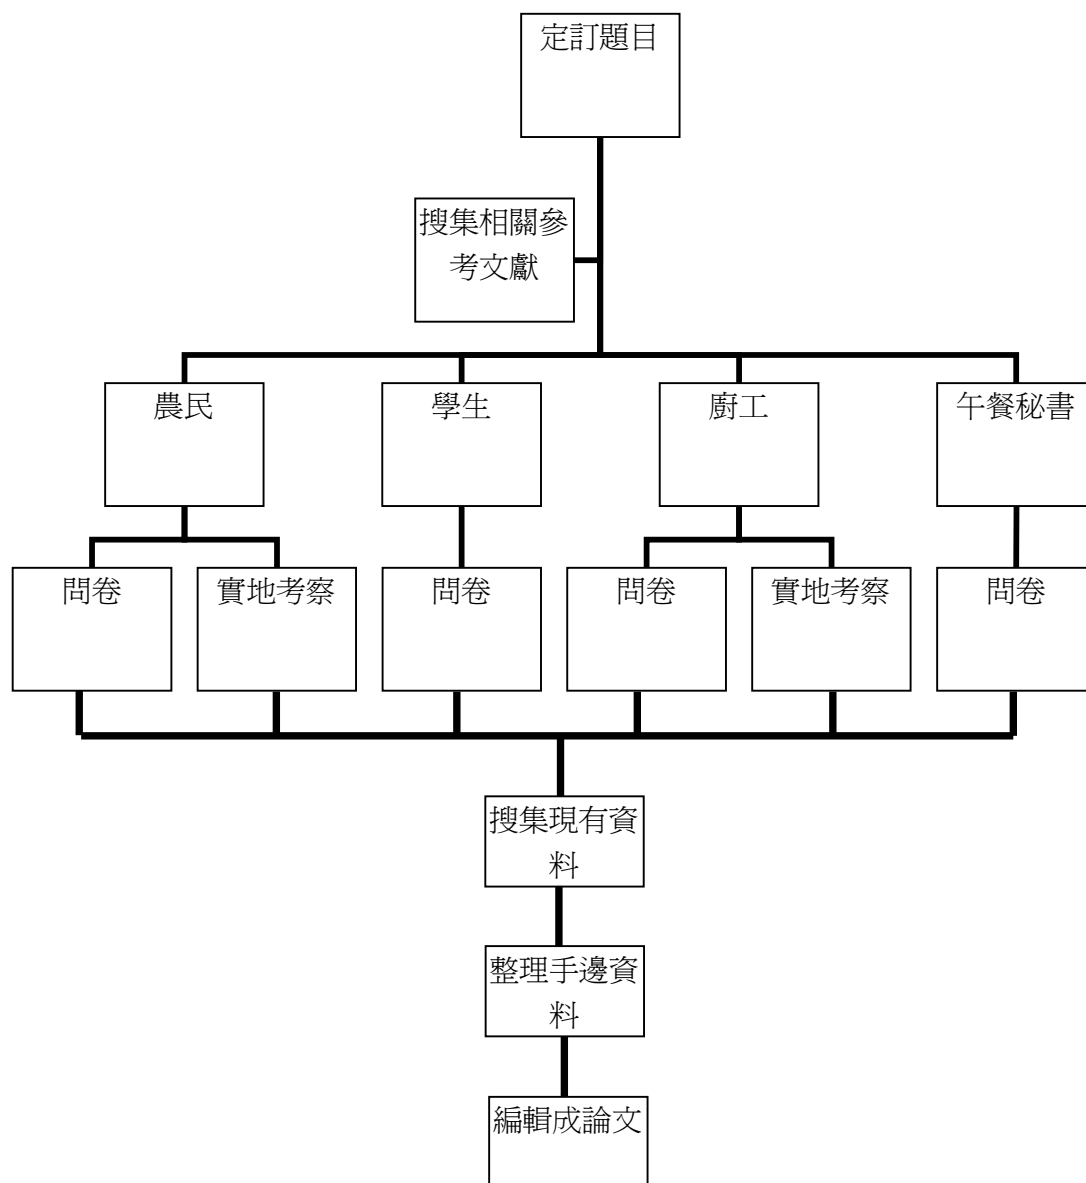 定訂題目
搜集相關參
考文獻
農民
學生
廚工
午餐秘書
問卷
實地考察
問卷
問卷
實地考察
問卷
搜集現有資
料
整理手邊資
料
編輯成論文